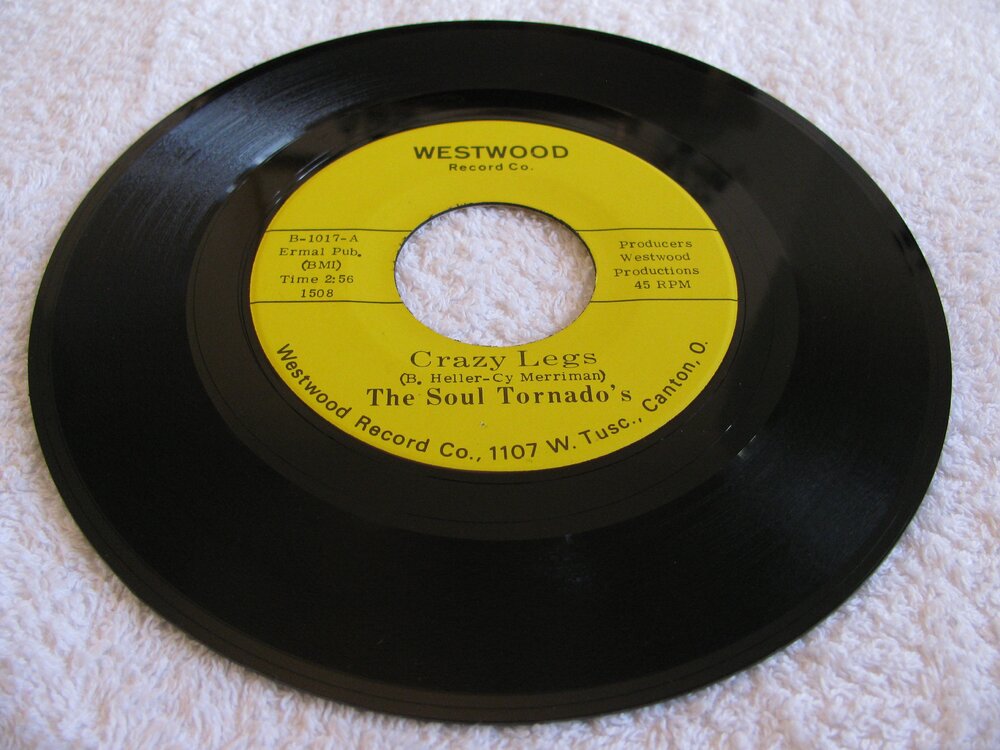 WESTWOOD
Record Co.
B-1017-A
Ermal Pub.
(BMI)
Time 2:56
1508
Producers
Westwood
Productions
45 RPM
Crazy Legs
(B. Heller-Cy Merriman)
The Soul Tornado's
Westwood Record Co., 1107 W. Tusc., Canton, O.